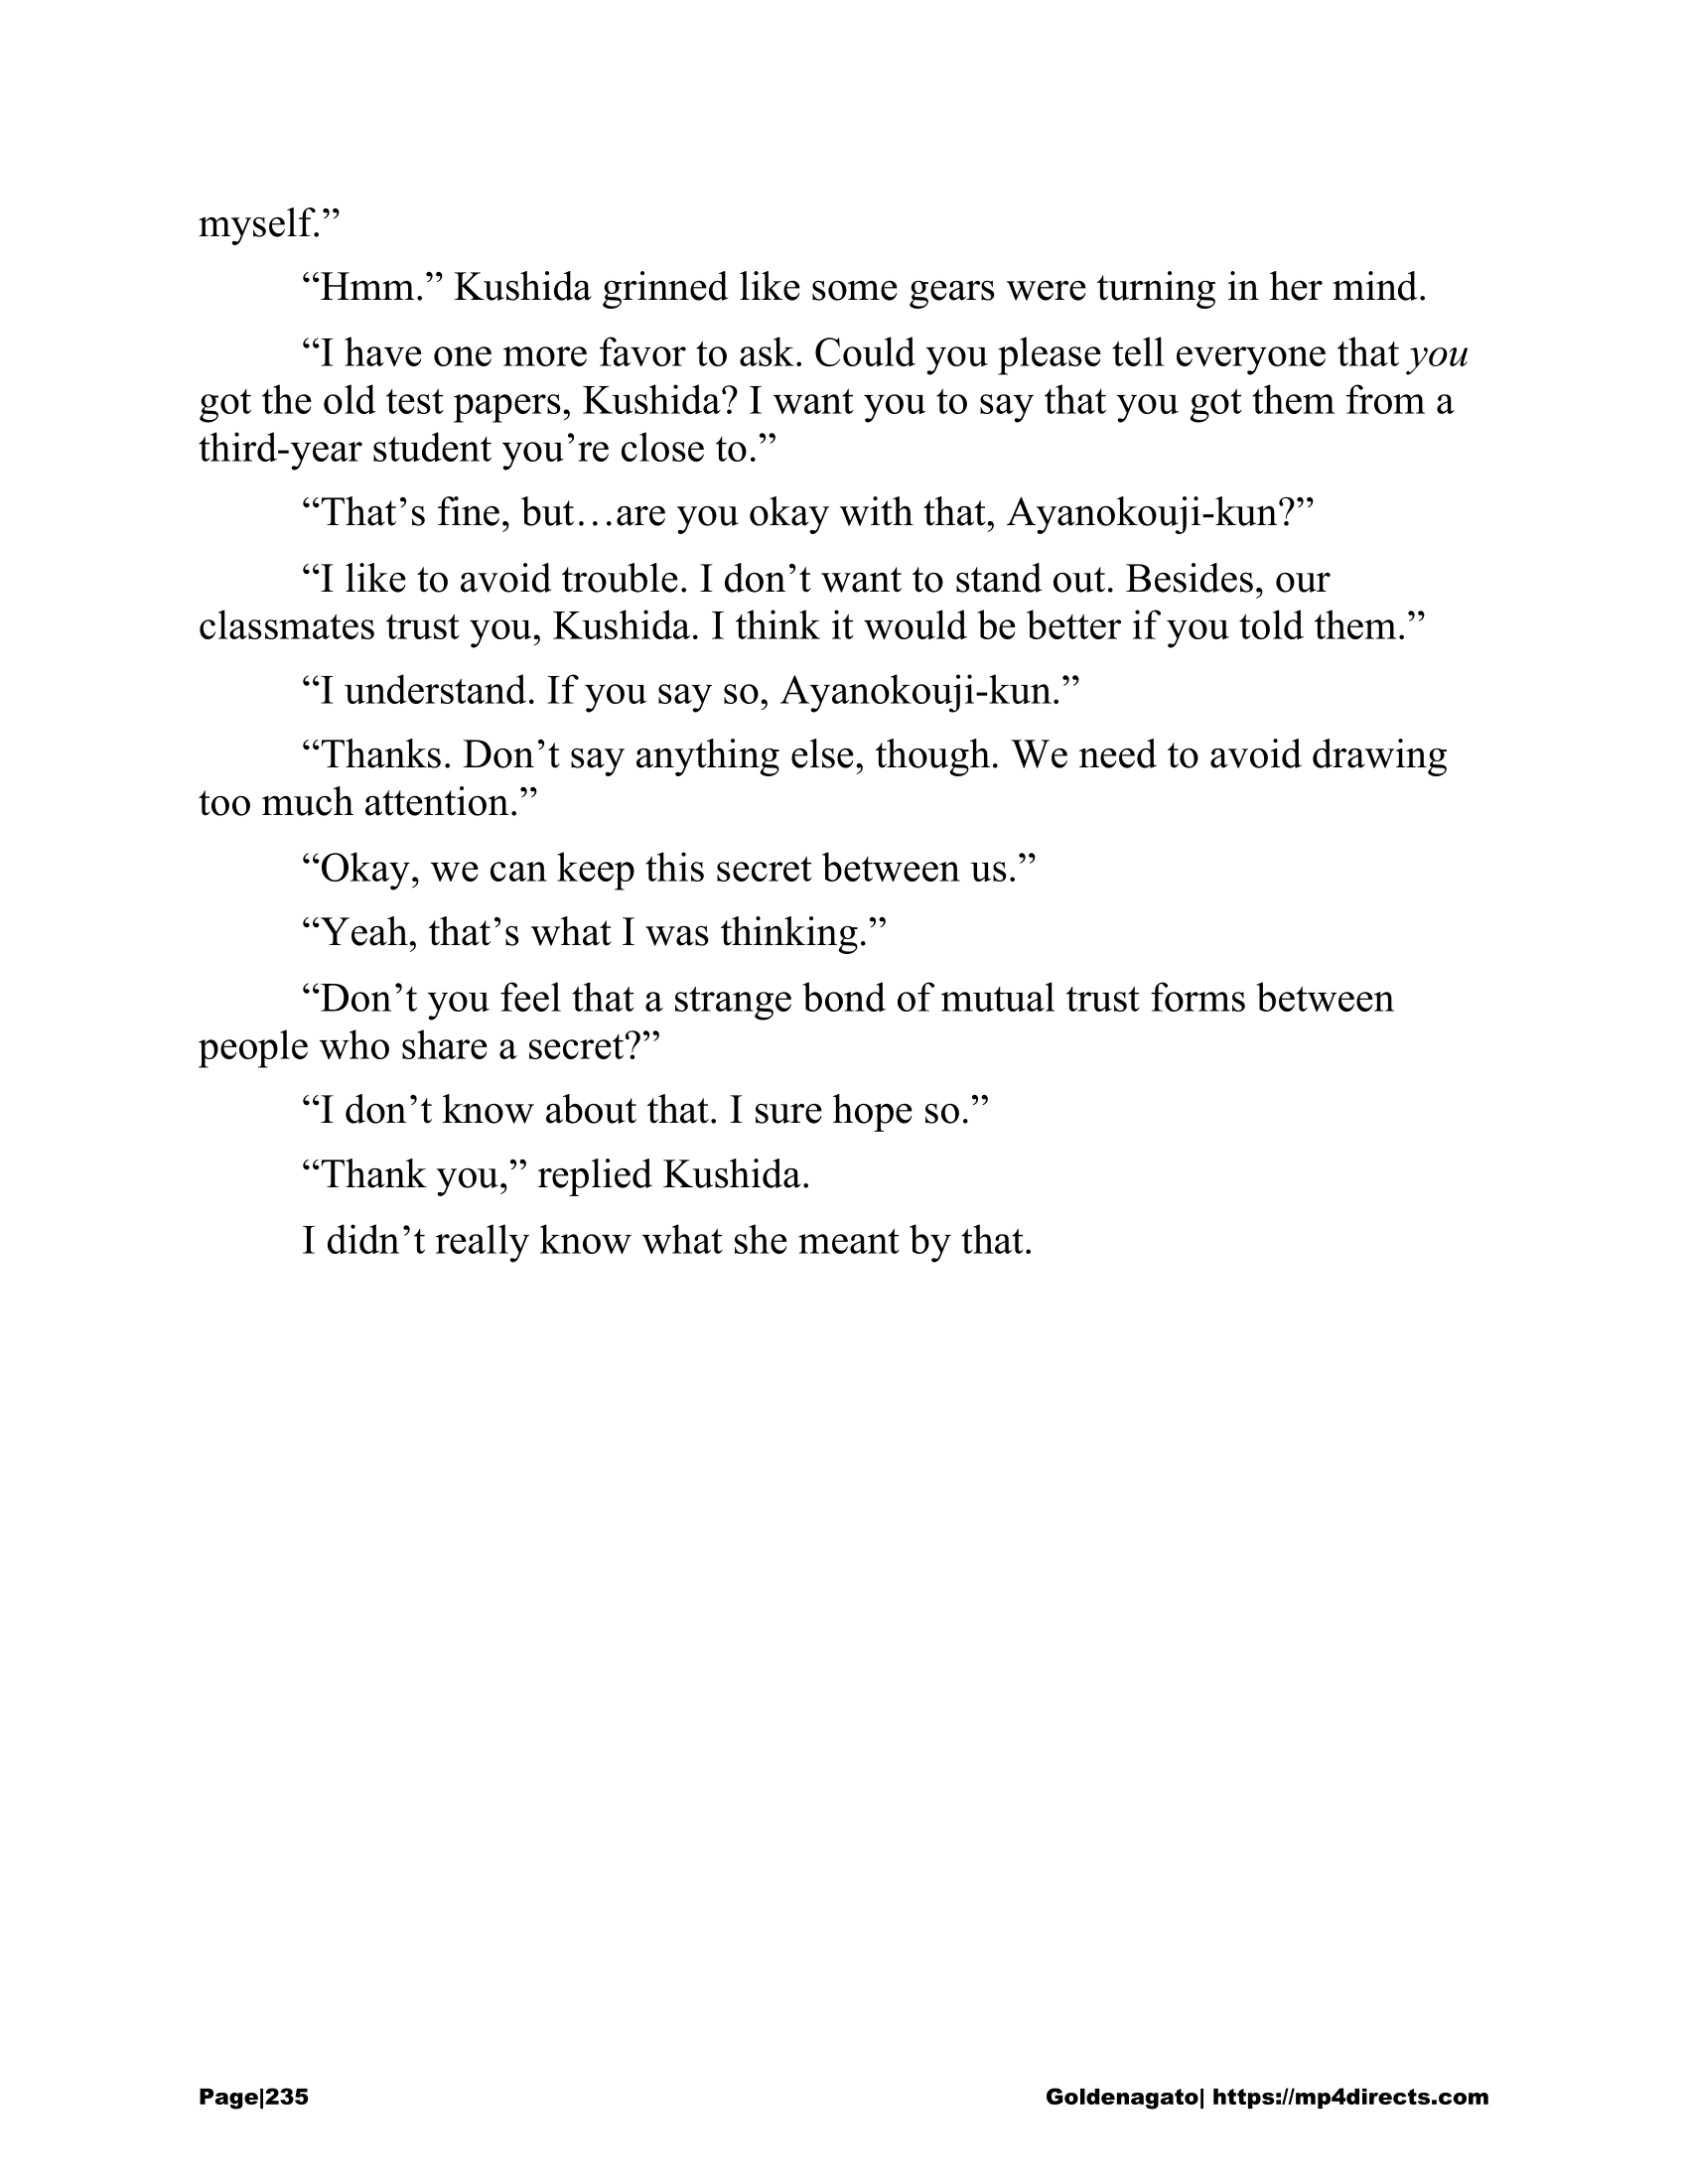 myself.”
“Hmm.” Kushida grinned like some gears were turning in her mind.
“I have one more favor to ask. Could you please tell everyone that you
got the old test papers, Kushida? I want you to say that you got them from a
third-year student you’re close to.”
“That’s fine, but…are you okay with that, Ayanokouji-kun?”
“I like to avoid trouble. I don’t want to stand out. Besides, our
classmates trust you, Kushida. I think it would be better if you told them.”
“I understand. If you say so, Ayanokouji-kun.”
“Thanks. Don’t say anything else, though. We need to avoid drawing
too much attention.”
“Okay, we can keep this secret between us.”
“Yeah, that’s what I was thinking.”
“Don’t you feel that a strange bond of mutual trust forms between
people who share a secret?”
“I don’t know about that. I sure hope so.”
“Thank you,” replied Kushida.
I didn’t really know what she meant by that.
Page|235 Goldenagato| https://mp4directs.com